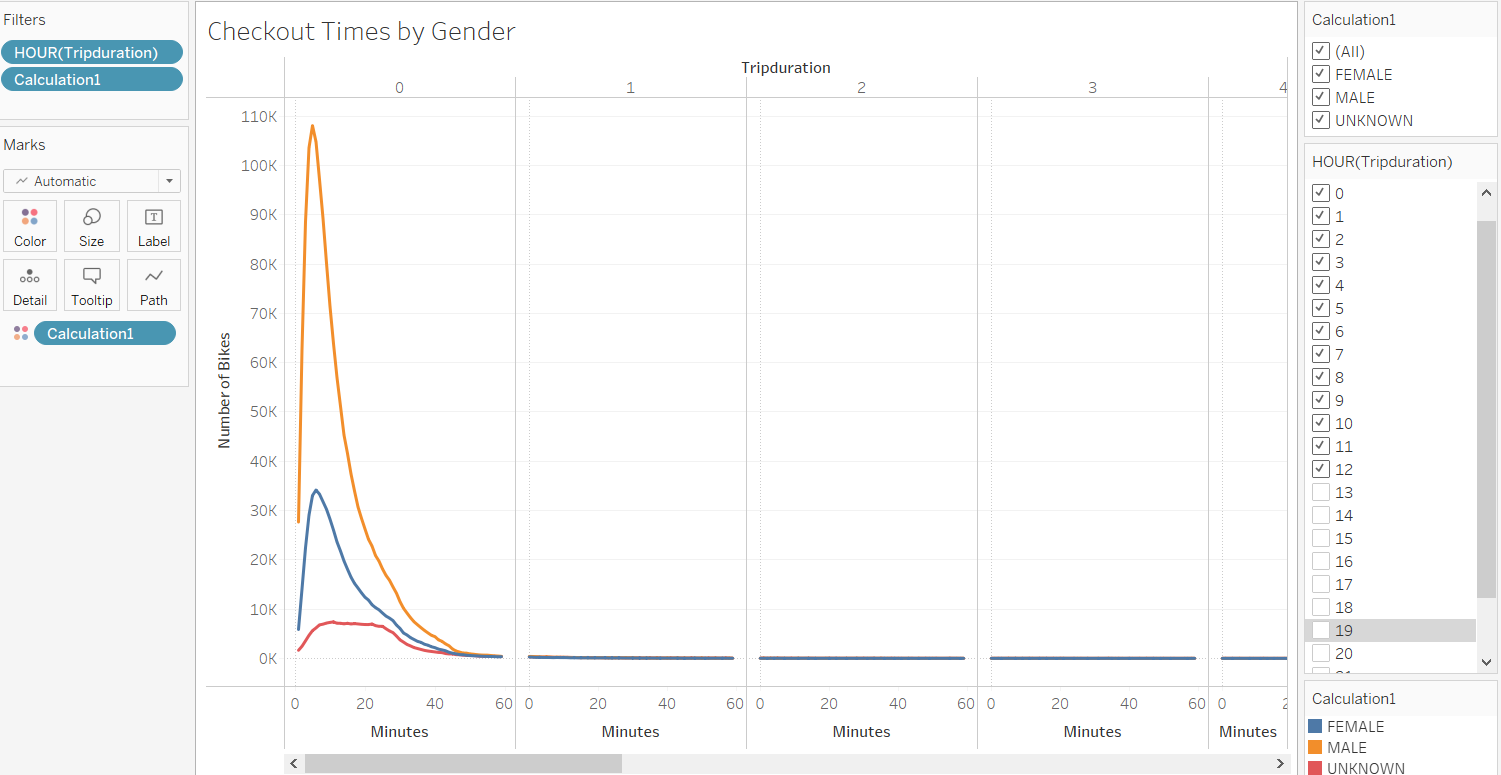 Filters
HOUR(Tripduration)
Calculation1
Marks
Automatic
Color Size Label
Detail Tooltip Path
Calculation1
Checkout Times by Gender
Tripduration
0 1 2 3 4
Number of Bikes
110K
100K
90K
80K
70K
60K
50K
40K
30K
20K
10K
0K
0 20 40 60 0 20 40 60 0 20 40 60 0 20 40 60 0
Minutes Minutes Minutes Minutes Minutes
Calculation1
(All)
FEMALE
MALE
UNKNOWN
HOUR(Tripduration)
0
1
2
3
4
5
6
7
8
9
10
11
12
13
14
15
16
17
18
19
20
Calculation1
FEMALE
MALE
UNKNOWN